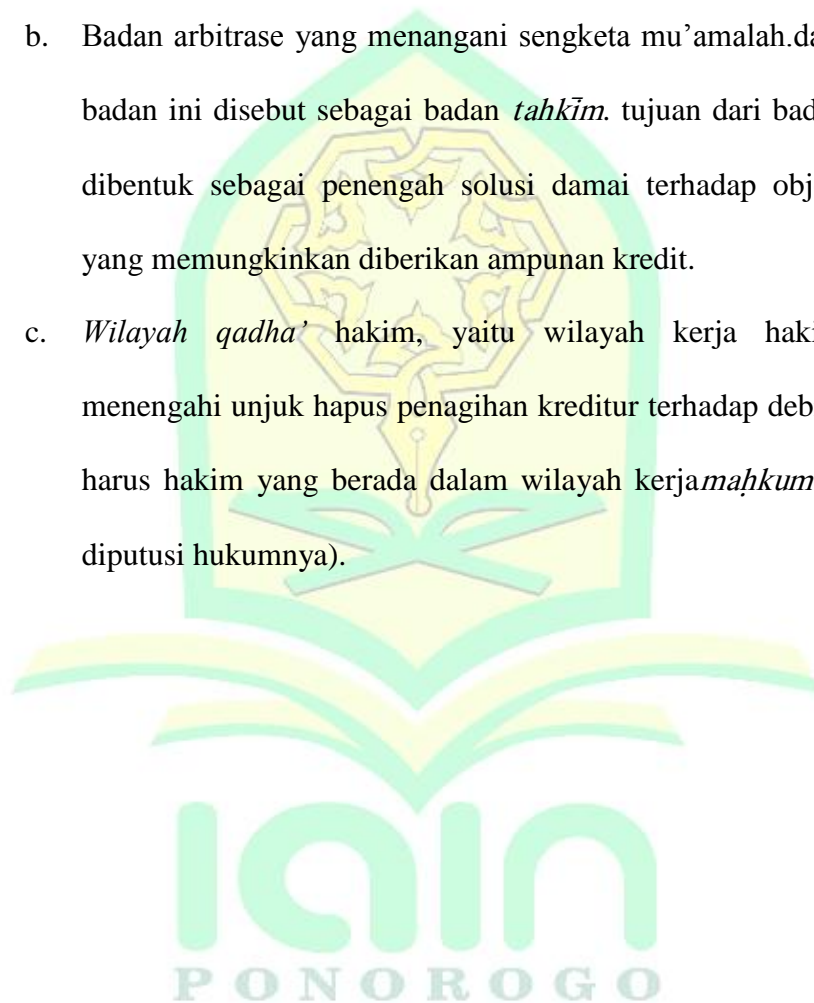 b. Badan arbitrase yang menangani sengketa mu’amalah.da
badan ini disebut sebagai badan tahkīm. tujuan dari bad
dibentuk sebagai penengah solusi damai terhadap obj
yang memungkinkan diberikan ampunan kredit.
c. Wilayah qadha’ hakim, yaitu wilayah kerja haki
menengahi unjuk hapus penagihan kreditur terhadap deb
harus hakim yang berada dalam wilayah kerjamaḥkum
diputusi hukumnya).
iain
PONOROGO